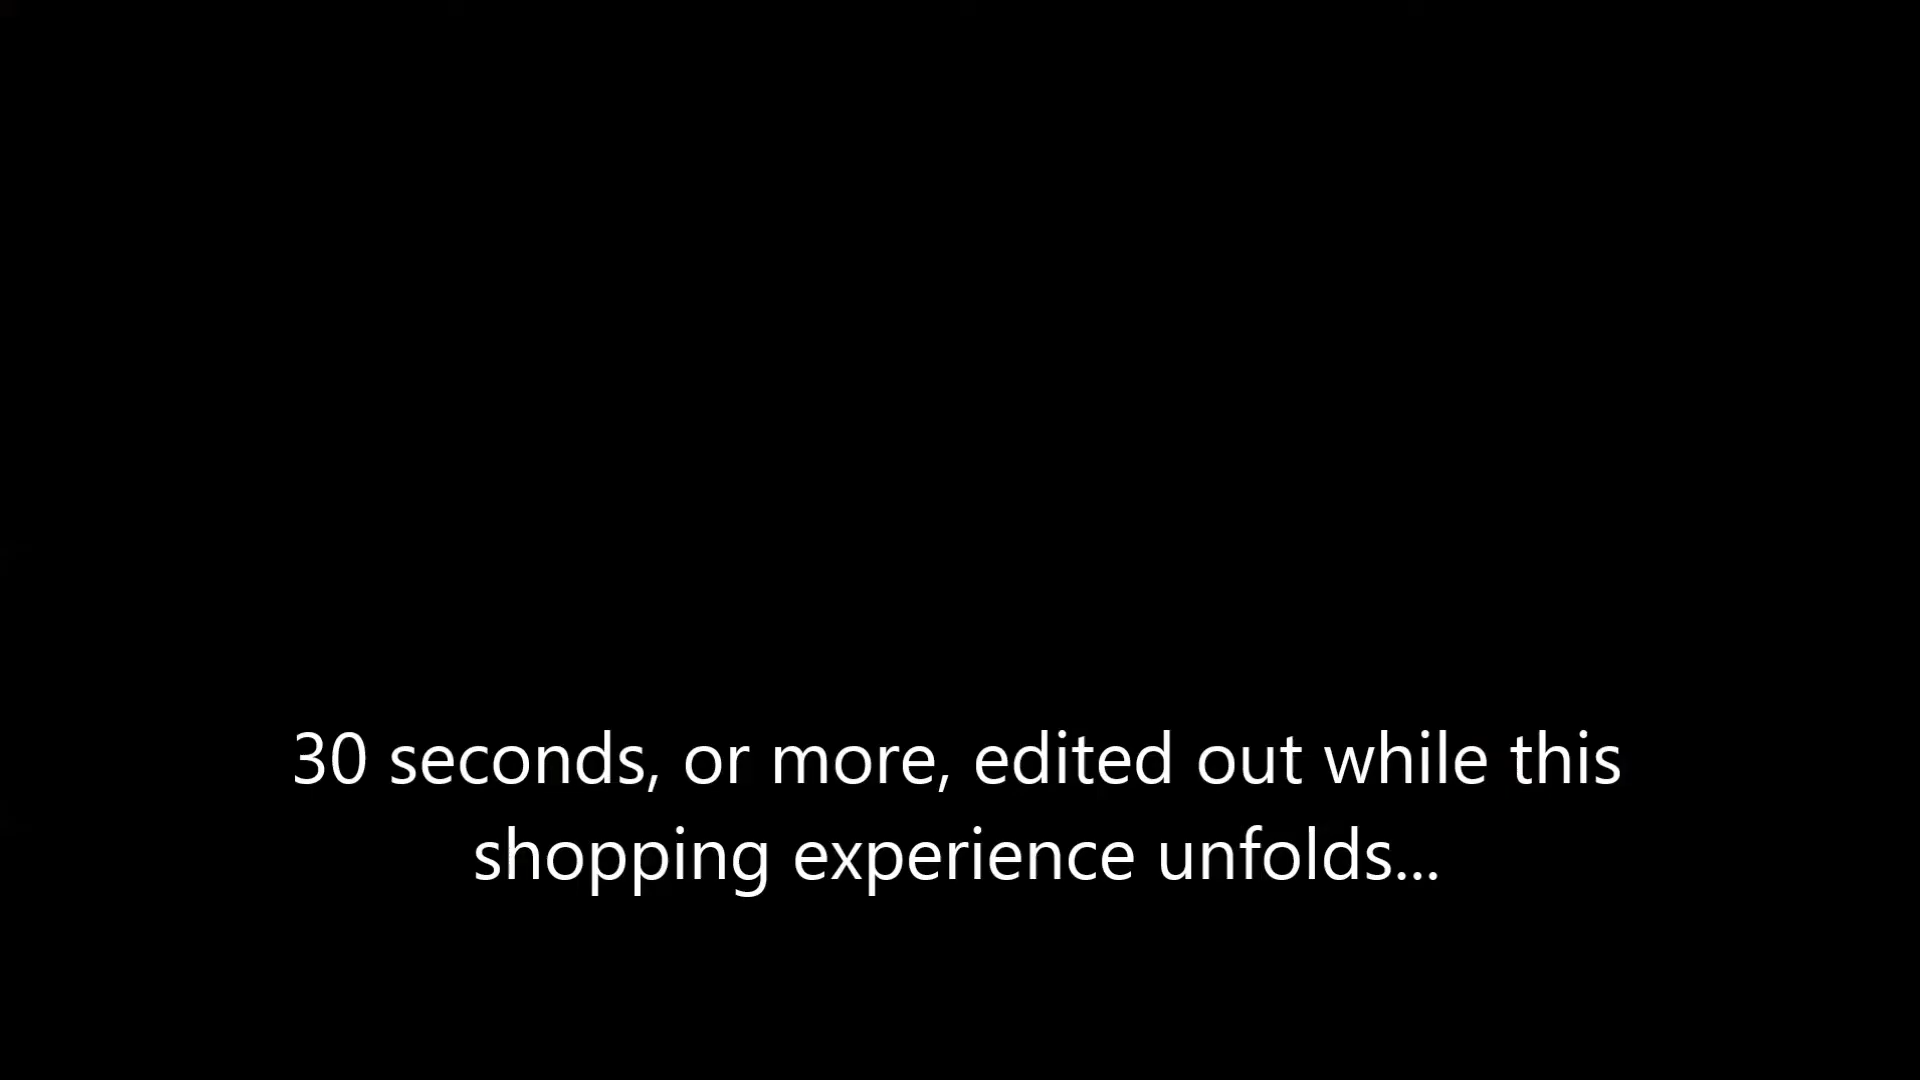 30 seconds, or more, edited out while this
shopping experience unfolds...